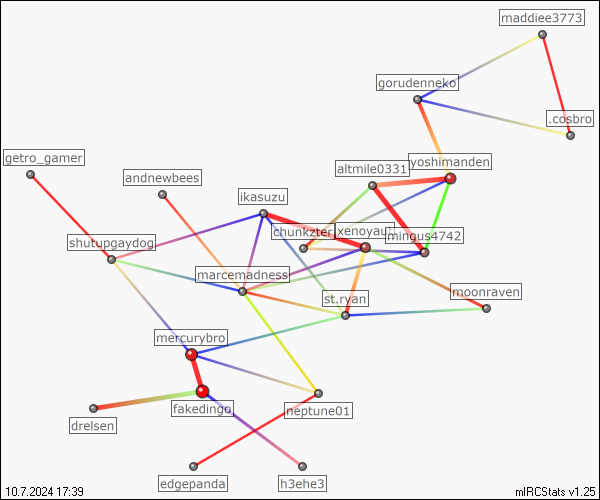 maddiee3773
gorudenneko
.cosbro
getro_gamer
yoshimanden
altmile0331
andnewbees
ikasuzu
chunkzter
xenoyaui
mingus4742
shutupgaydog
marcemadness
st.ryan
moonraven
mercurybro
fakedingo
neptune01
drelsen
edgepanda
h3ehe3
10.7.2024 17:39
mIRCStats v1.25